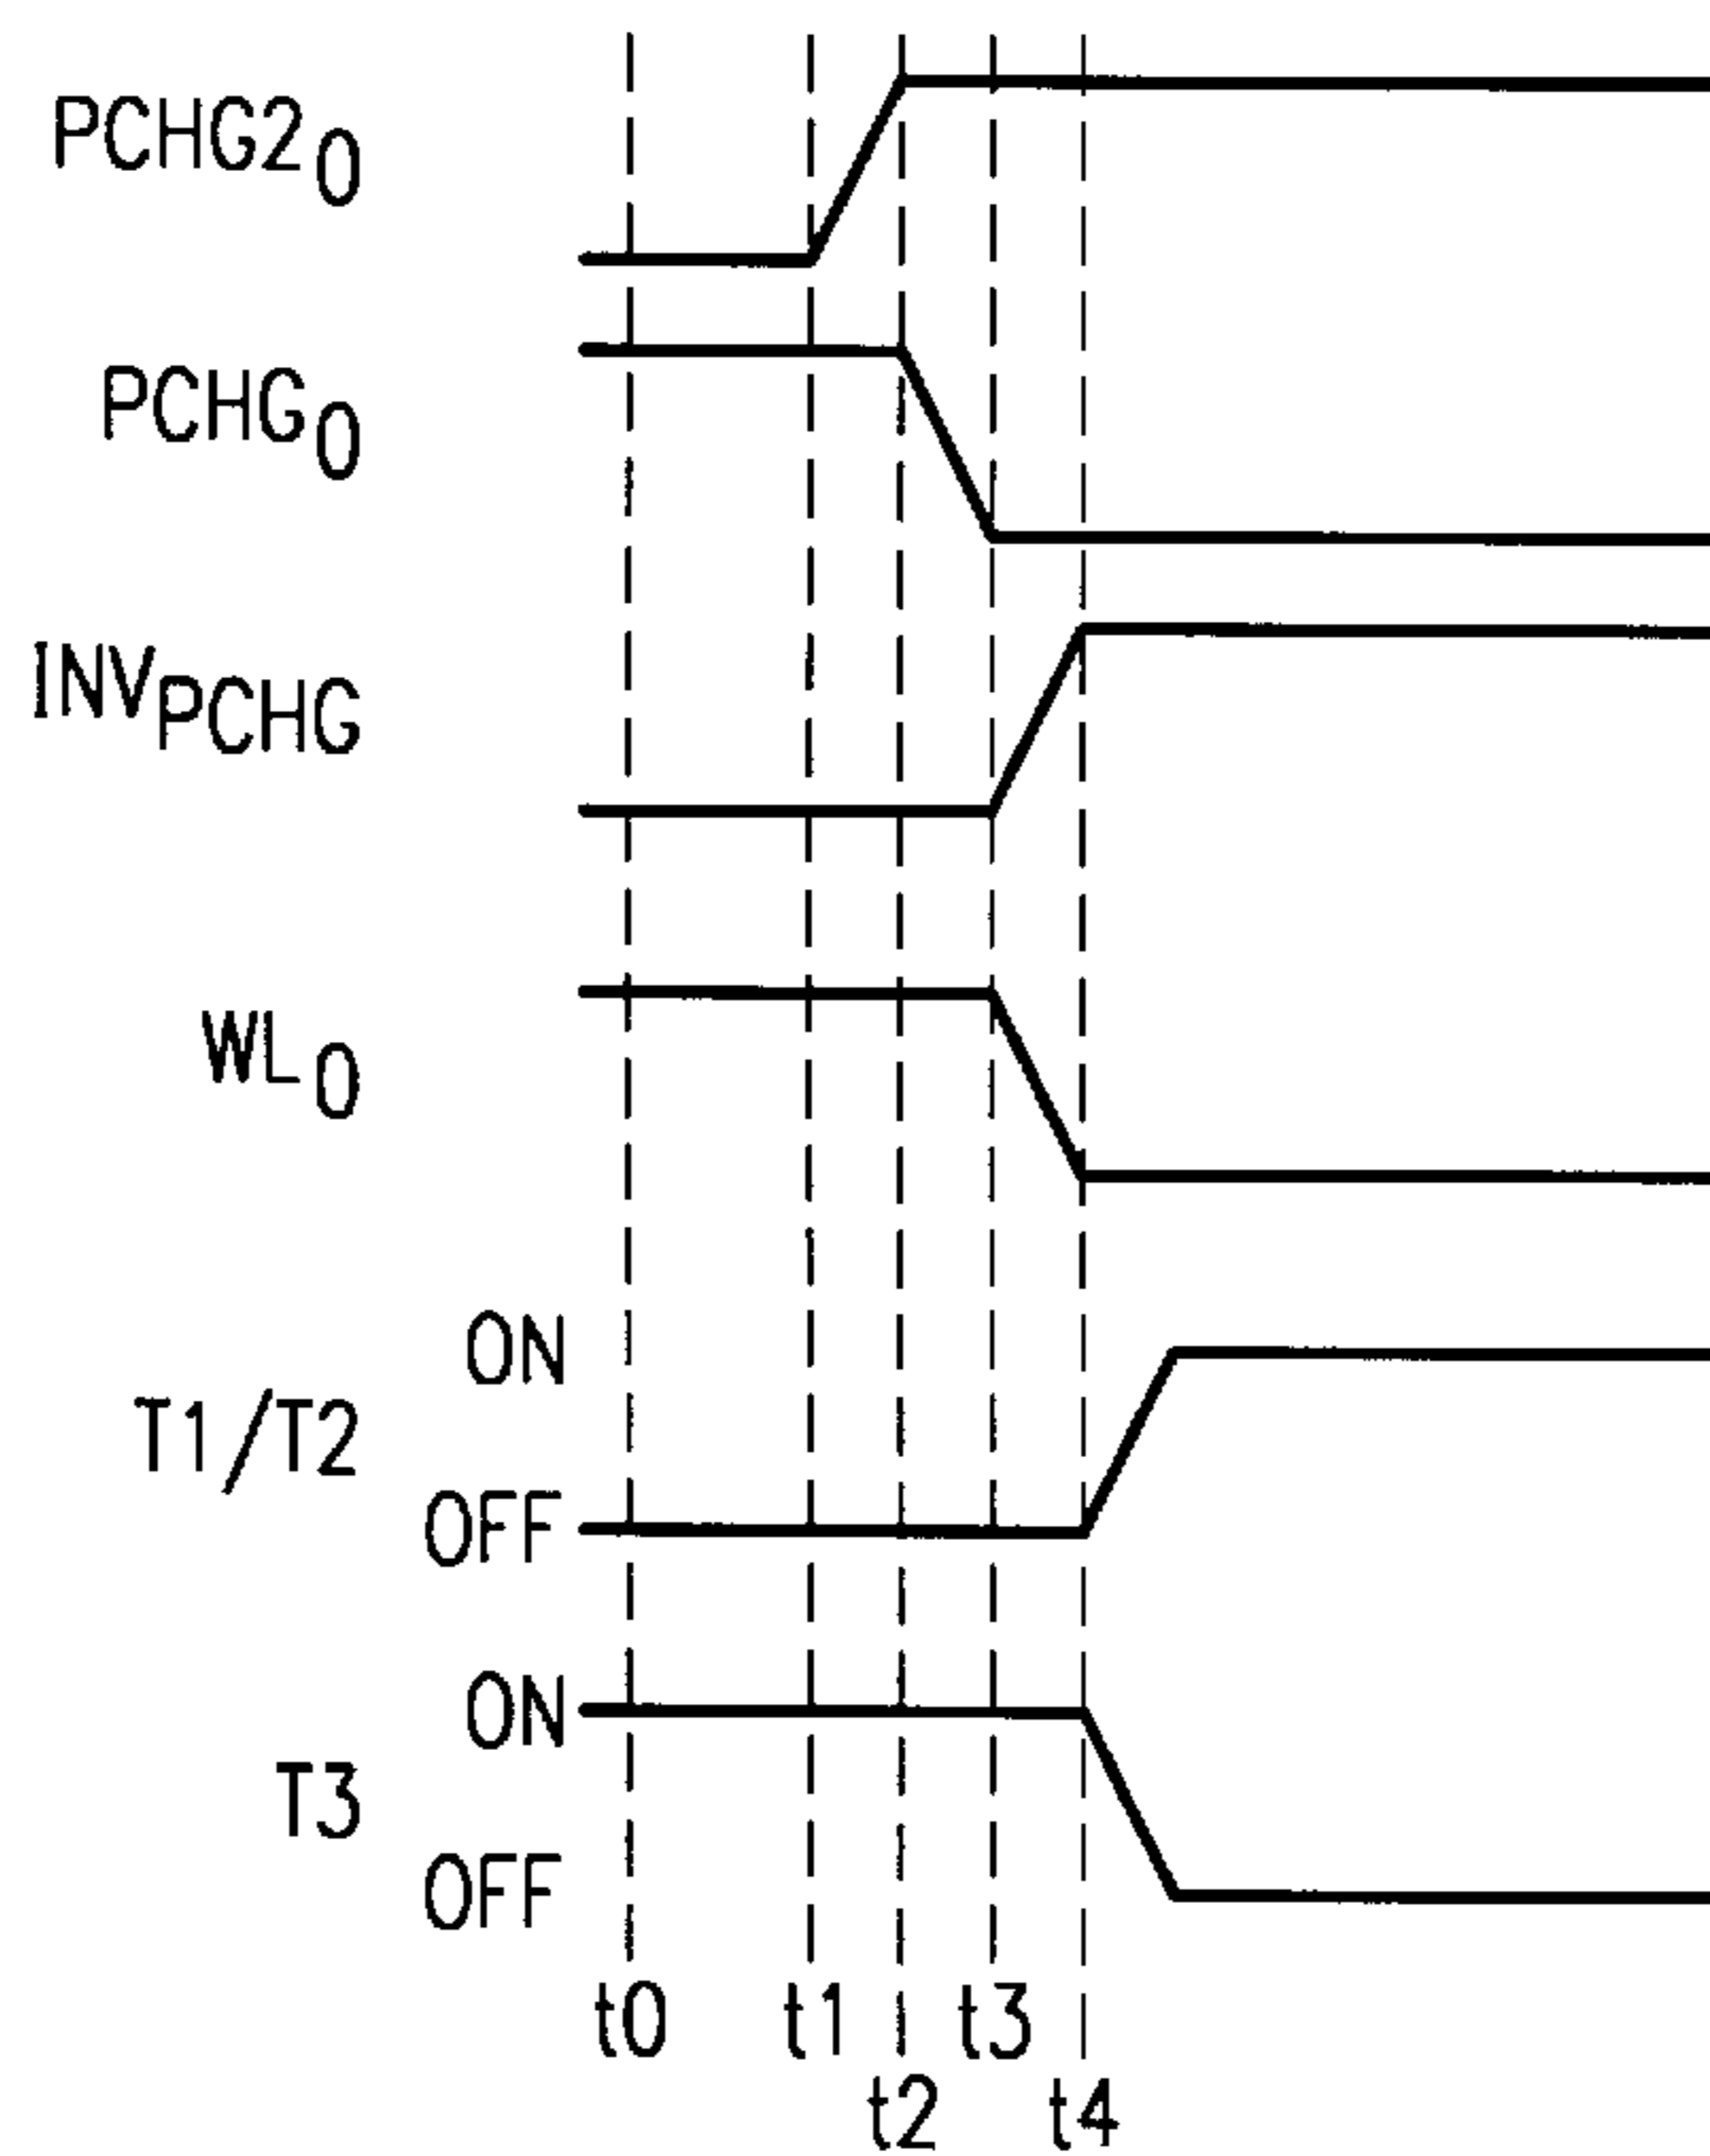 PCHG2₀
PCHG₀
INV_PCHG
WL₀
ON
T1/T2
OFF
ON
T3
OFF
t0 t1 t3
t2 t4